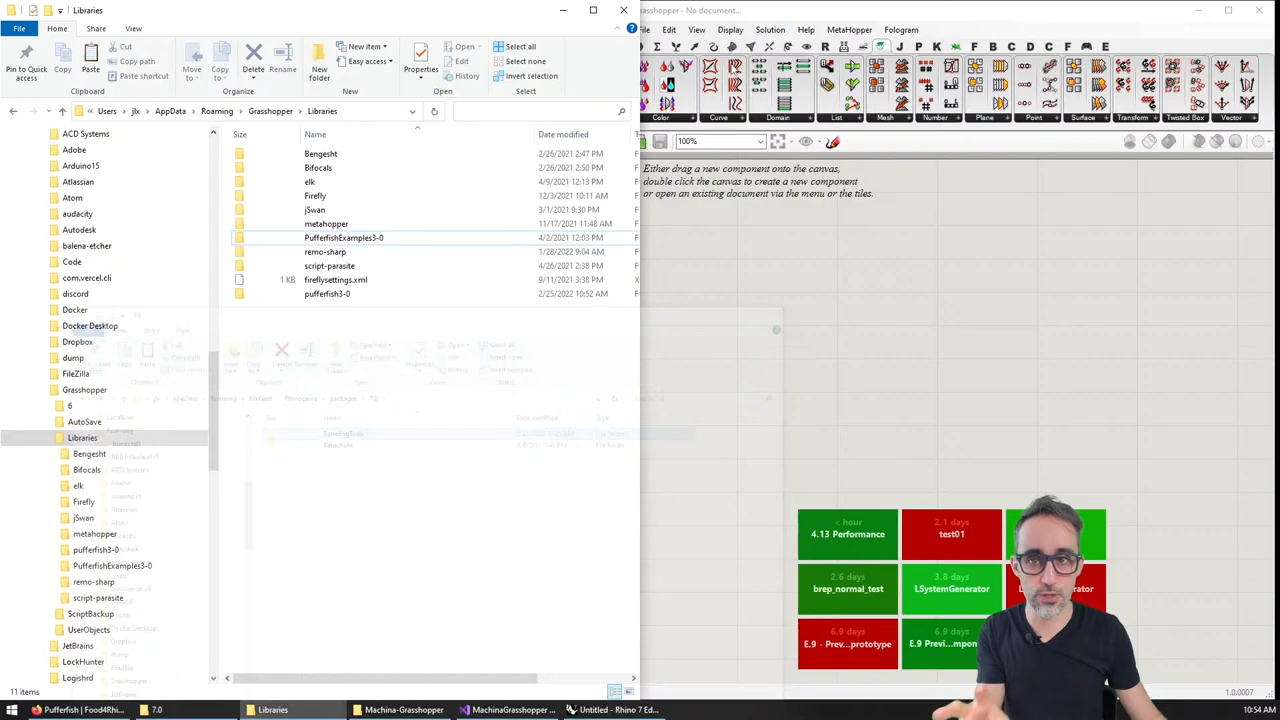 Libraries
Grasshopper - No document...
File
Home
Share
View
File
Edit
View
Display
Solution
Help
MetaHopper
Fologram
Pin to Quick access
Copy
Paste
Cut
Copy path
Paste shortcut
Move to
Copy to
Delete
Rename
New folder
New item
Easy access
Properties
Open
Edit
History
Select all
Select none
Invert selection
Clipboard
Organize
New
Open
Select
Color
Curve
Domain
List
Mesh
Number
Plane
Point
Surface
Transform
Twisted Box
Vector
« Users > jlx > AppData > Roaming > Grasshopper > Libraries
100%
Either drag a new component onto the canvas,
double click the canvas to create a new component
or open an existing document via the menu or the tiles.
ACD Systems
Adobe
Arduino15
Atlassian
Atom
audacity
Autodesk
balena-etcher
Code
com.vercel.cli
discord
Docker
Docker Desktop
Dropbox
dump
FileZilla
Grasshopper
6
AutoSave
Libraries
Bengesht
Bifocals
elk
Firefly
jSwan
metahopper
pufferfish3-0
PufferfishExamples3-0
remo-sharp
script-parasite
ScriptBackup
UserObjects
JetBrains
LockHunter
Logishrd
Size Name Date modified
Bengesht 2/26/2021 2:47 PM F
Bifocals 2/26/2021 2:50 PM F
elk 4/9/2021 12:13 PM F
Firefly 12/3/2021 10:11 AM F
jSwan 3/1/2021 9:30 PM F
metahopper 11/17/2021 11:48 AM F
PufferfishExamples3-0 4/2/2021 12:03 PM F
remo-sharp 1/28/2022 9:04 AM F
script-parasite 4/26/2021 2:38 PM F
1 KB fireflysettings.xml 9/11/2021 3:38 PM X
pufferfish3-0 2/25/2022 10:52 AM F
< hour
4.13 Performance
2.1 days
test01
2.6 days
brep_normal_test
3.8 days
LSystemGenerator
6.9 days
E.9 - Prev...prototype
6.9 days
11 items
1.0.0007
Pufferfish | Food4Rhi...
7.0
Libraries
Machina-Grasshopper
MachinaGrasshopper ...
Untitled - Rhino 7 Ed...
10:54 AM